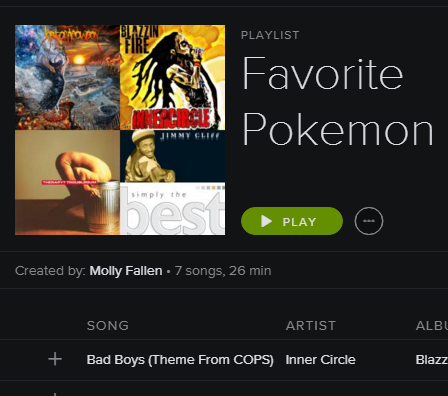 BLAZZIN'
FIRE
INNER CIRCLE
JIMMY CLIFF
simply the
best
PLAYLIST
Favorite
Pokemon
PLAY
Created by: Molly Fallen • 7 songs, 26 min
SONG ARTIST ALBU
+ Bad Boys (Theme From COPS) Inner Circle Blazz